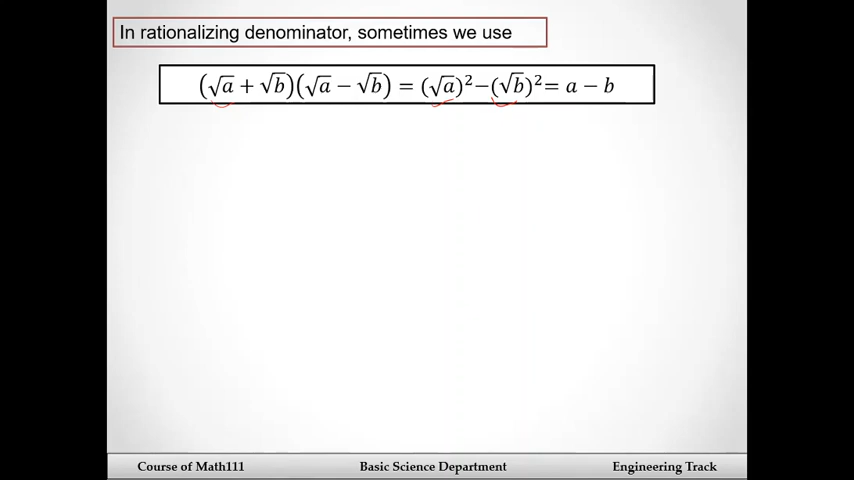 In rationalizing denominator, sometimes we use
(√a + √b)(√a − √b) = (√a)²−(√b)²= a − b
Course of Math111 Basic Science Department Engineering Track